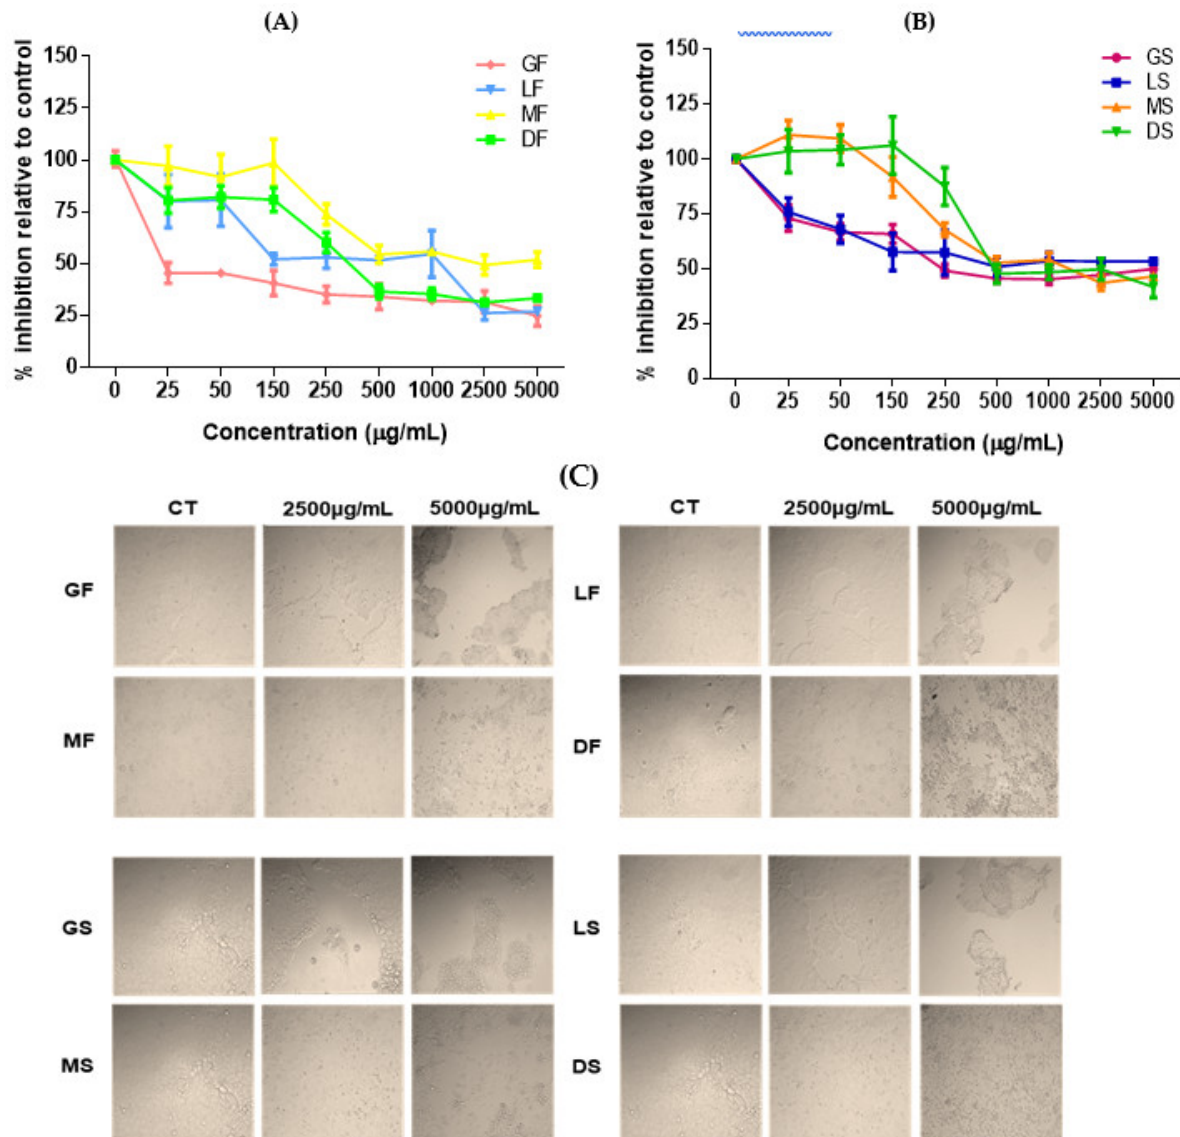 (A)
% inhibition relative to control
150
125
100
75
50
25
0
GF
LF
MF
DF
0 25 50 150 250 500 1000 2500 5000
Concentration (µg/mL)
(B)
% inhibition relative to control
150
125
100
75
50
25
0
GS
LS
MS
DS
0 25 50 150 250 500 1000 2500 5000
Concentration (µg/mL)
(C)
CT 2500µg/mL 5000µg/mL CT 2500µg/mL 5000µg/mL
GF LF
MF DF
GS LS
MS DS